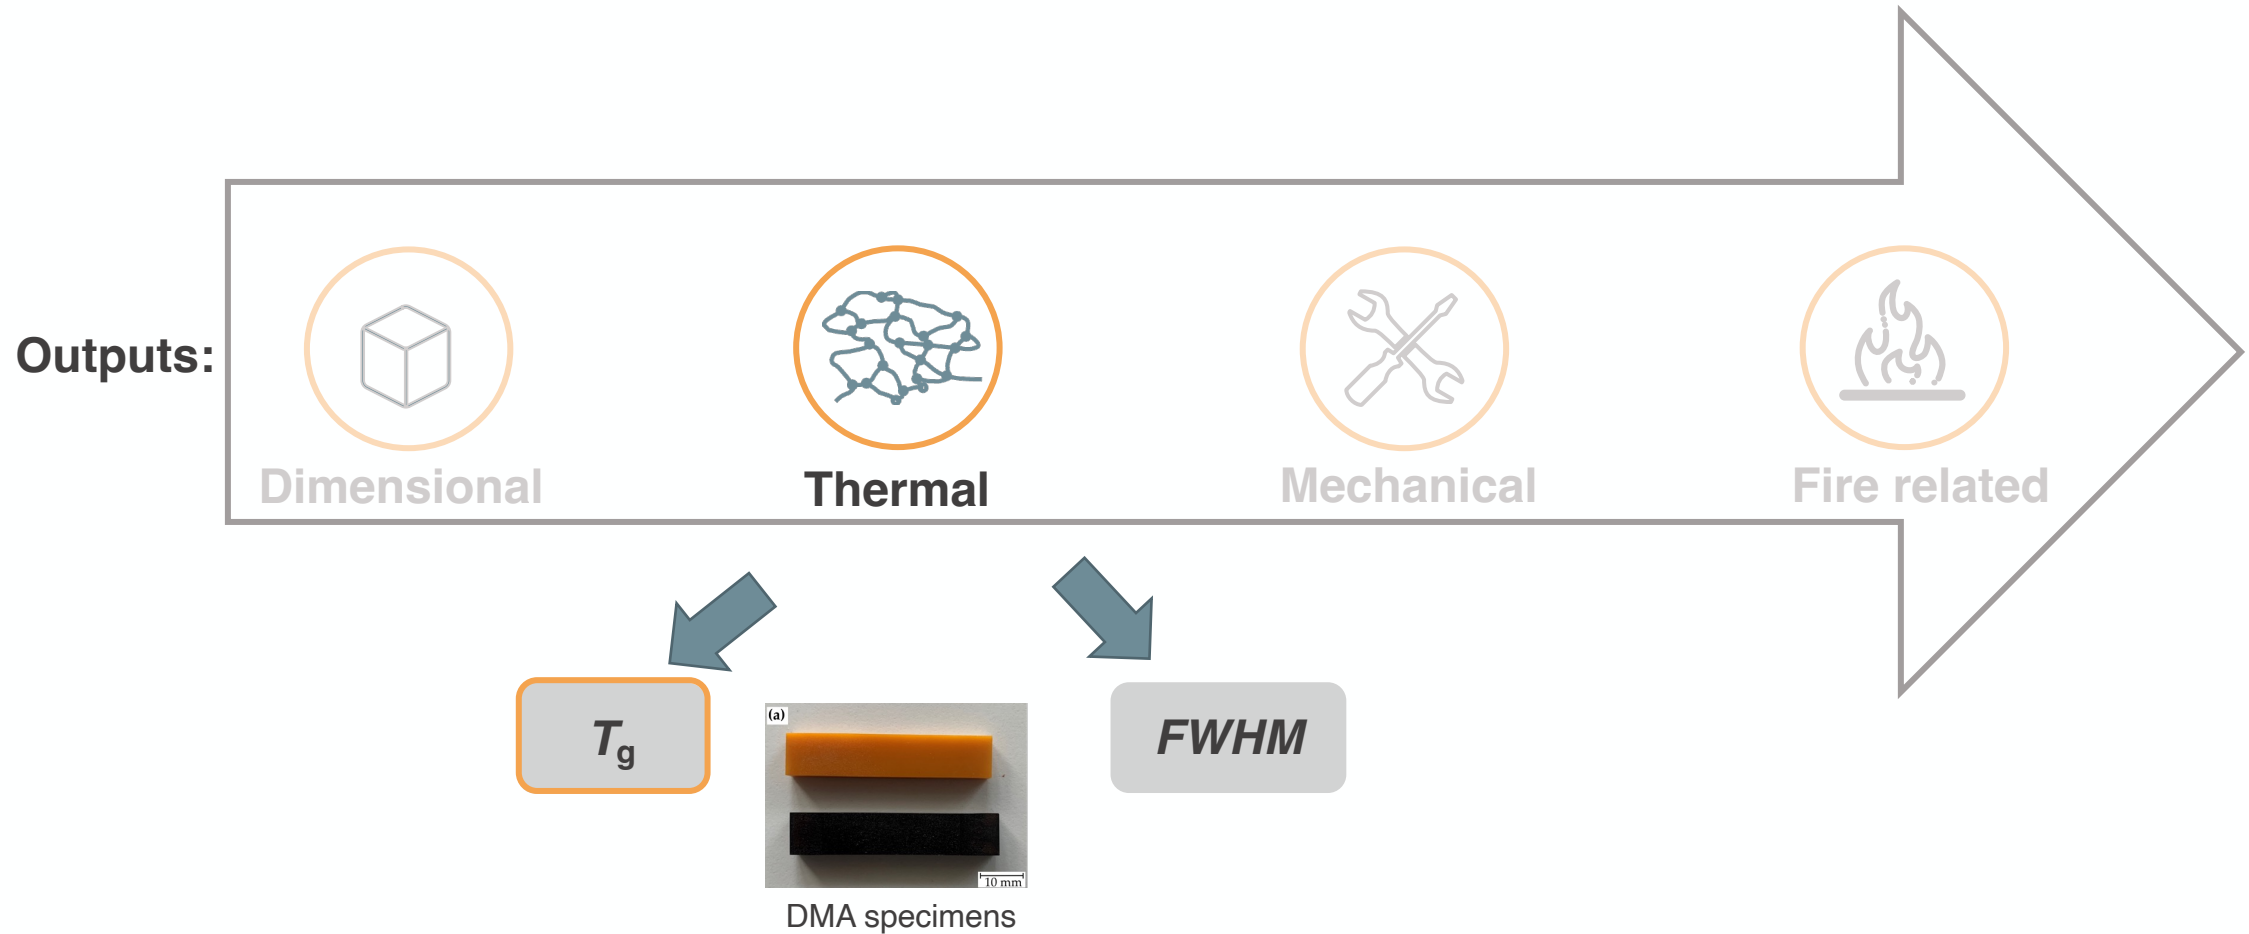 Outputs:
Dimensional
Thermal
Mechanical
Fire related
Tg
FWHM
(a)
10 mm
DMA specimens